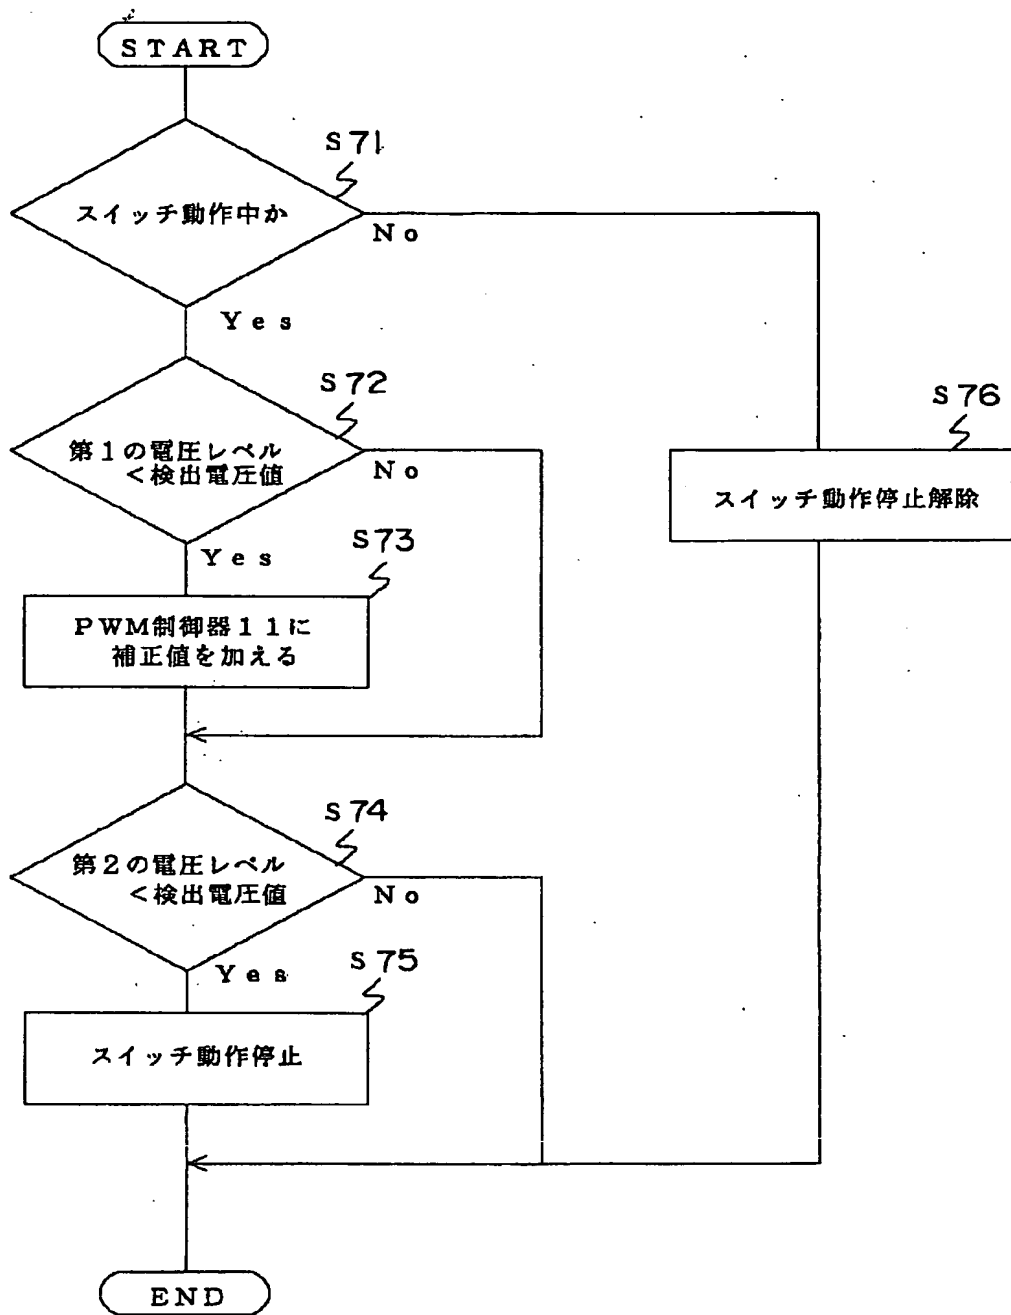 START
S71
スイッチ動作中か
No
Yes
S72
第1の電圧レベル
<検出電圧値
No
S76
スイッチ動作停止解除
Yes
S73
PWM制御器11に
補正値を加える
S74
第2の電圧レベル
<検出電圧値
No
Yes
S75
スイッチ動作停止
END